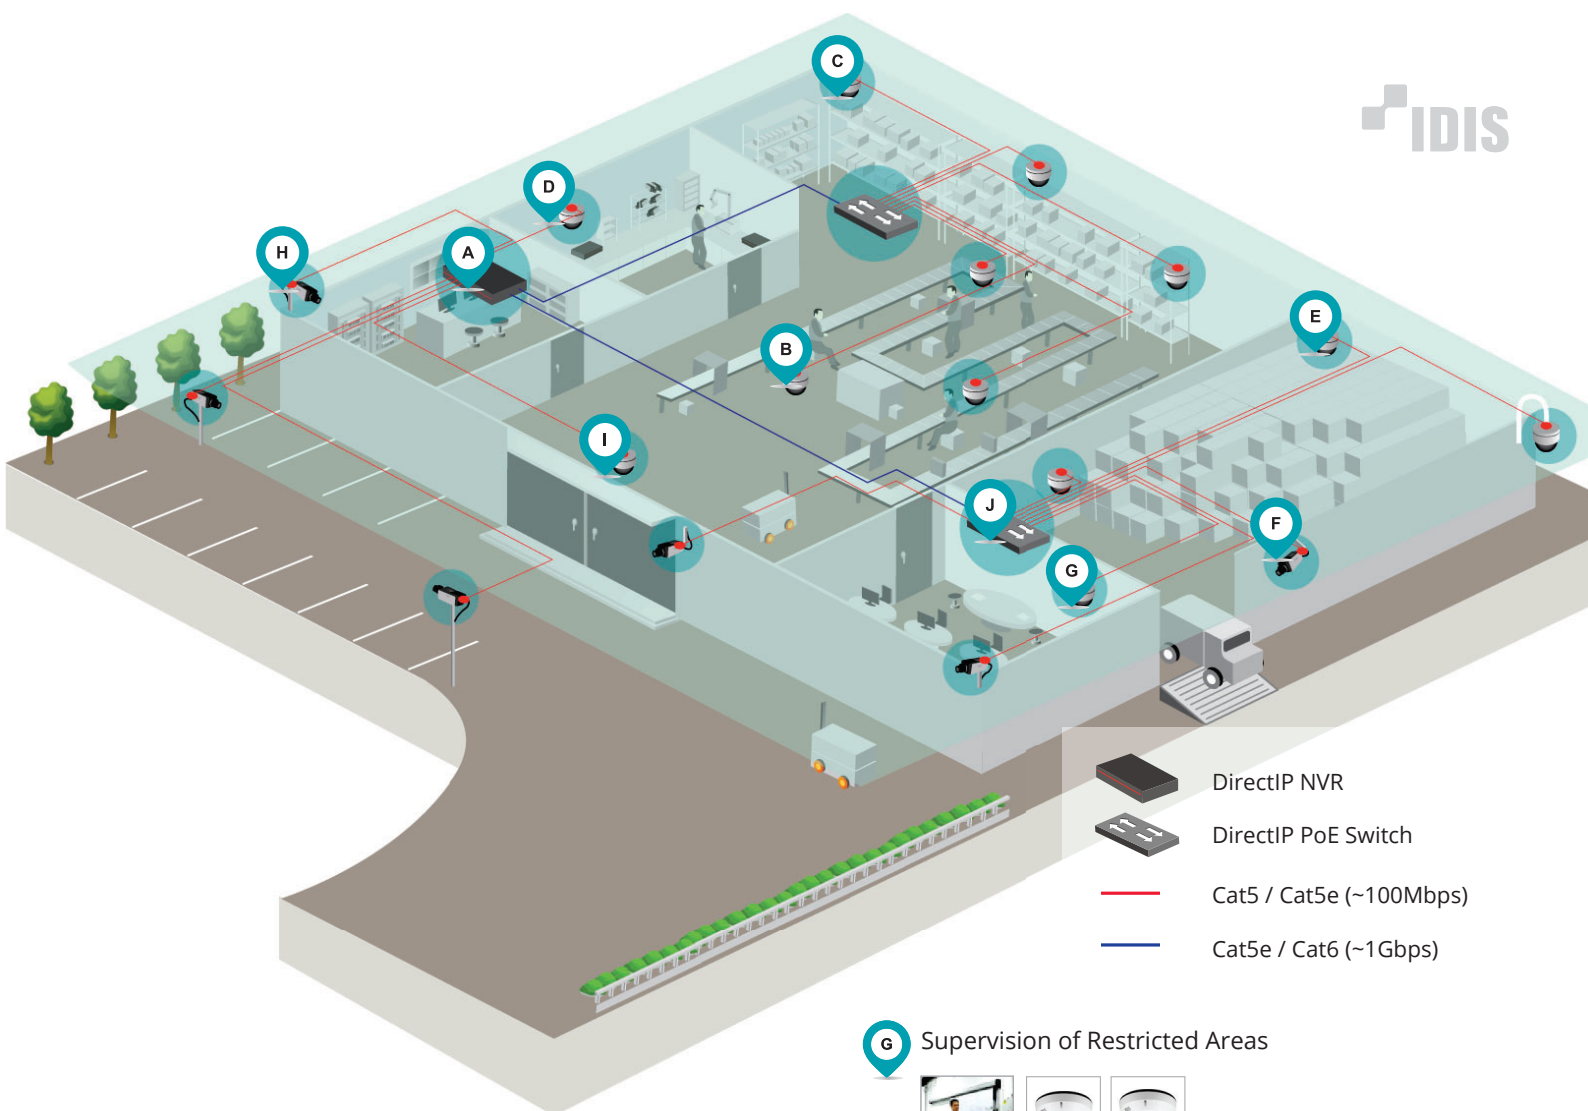 C
IDIS
D
H
A
E
B
I
J
F
G
DirectIP NVR
DirectIP PoE Switch
Cat5 / Cat5e (~100Mbps)
Cat5e / Cat6 (~1Gbps)
G Supervision of Restricted Areas